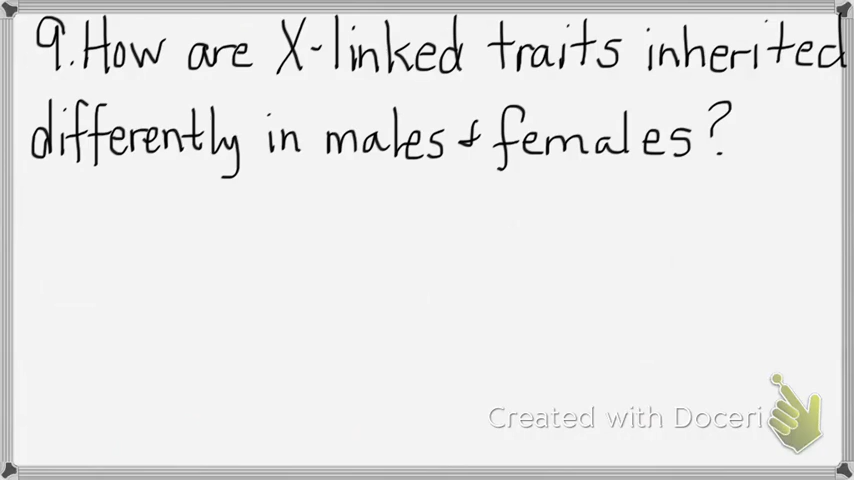 9. How are X-linked traits inherited
differently in males & females?
Created with Doceri